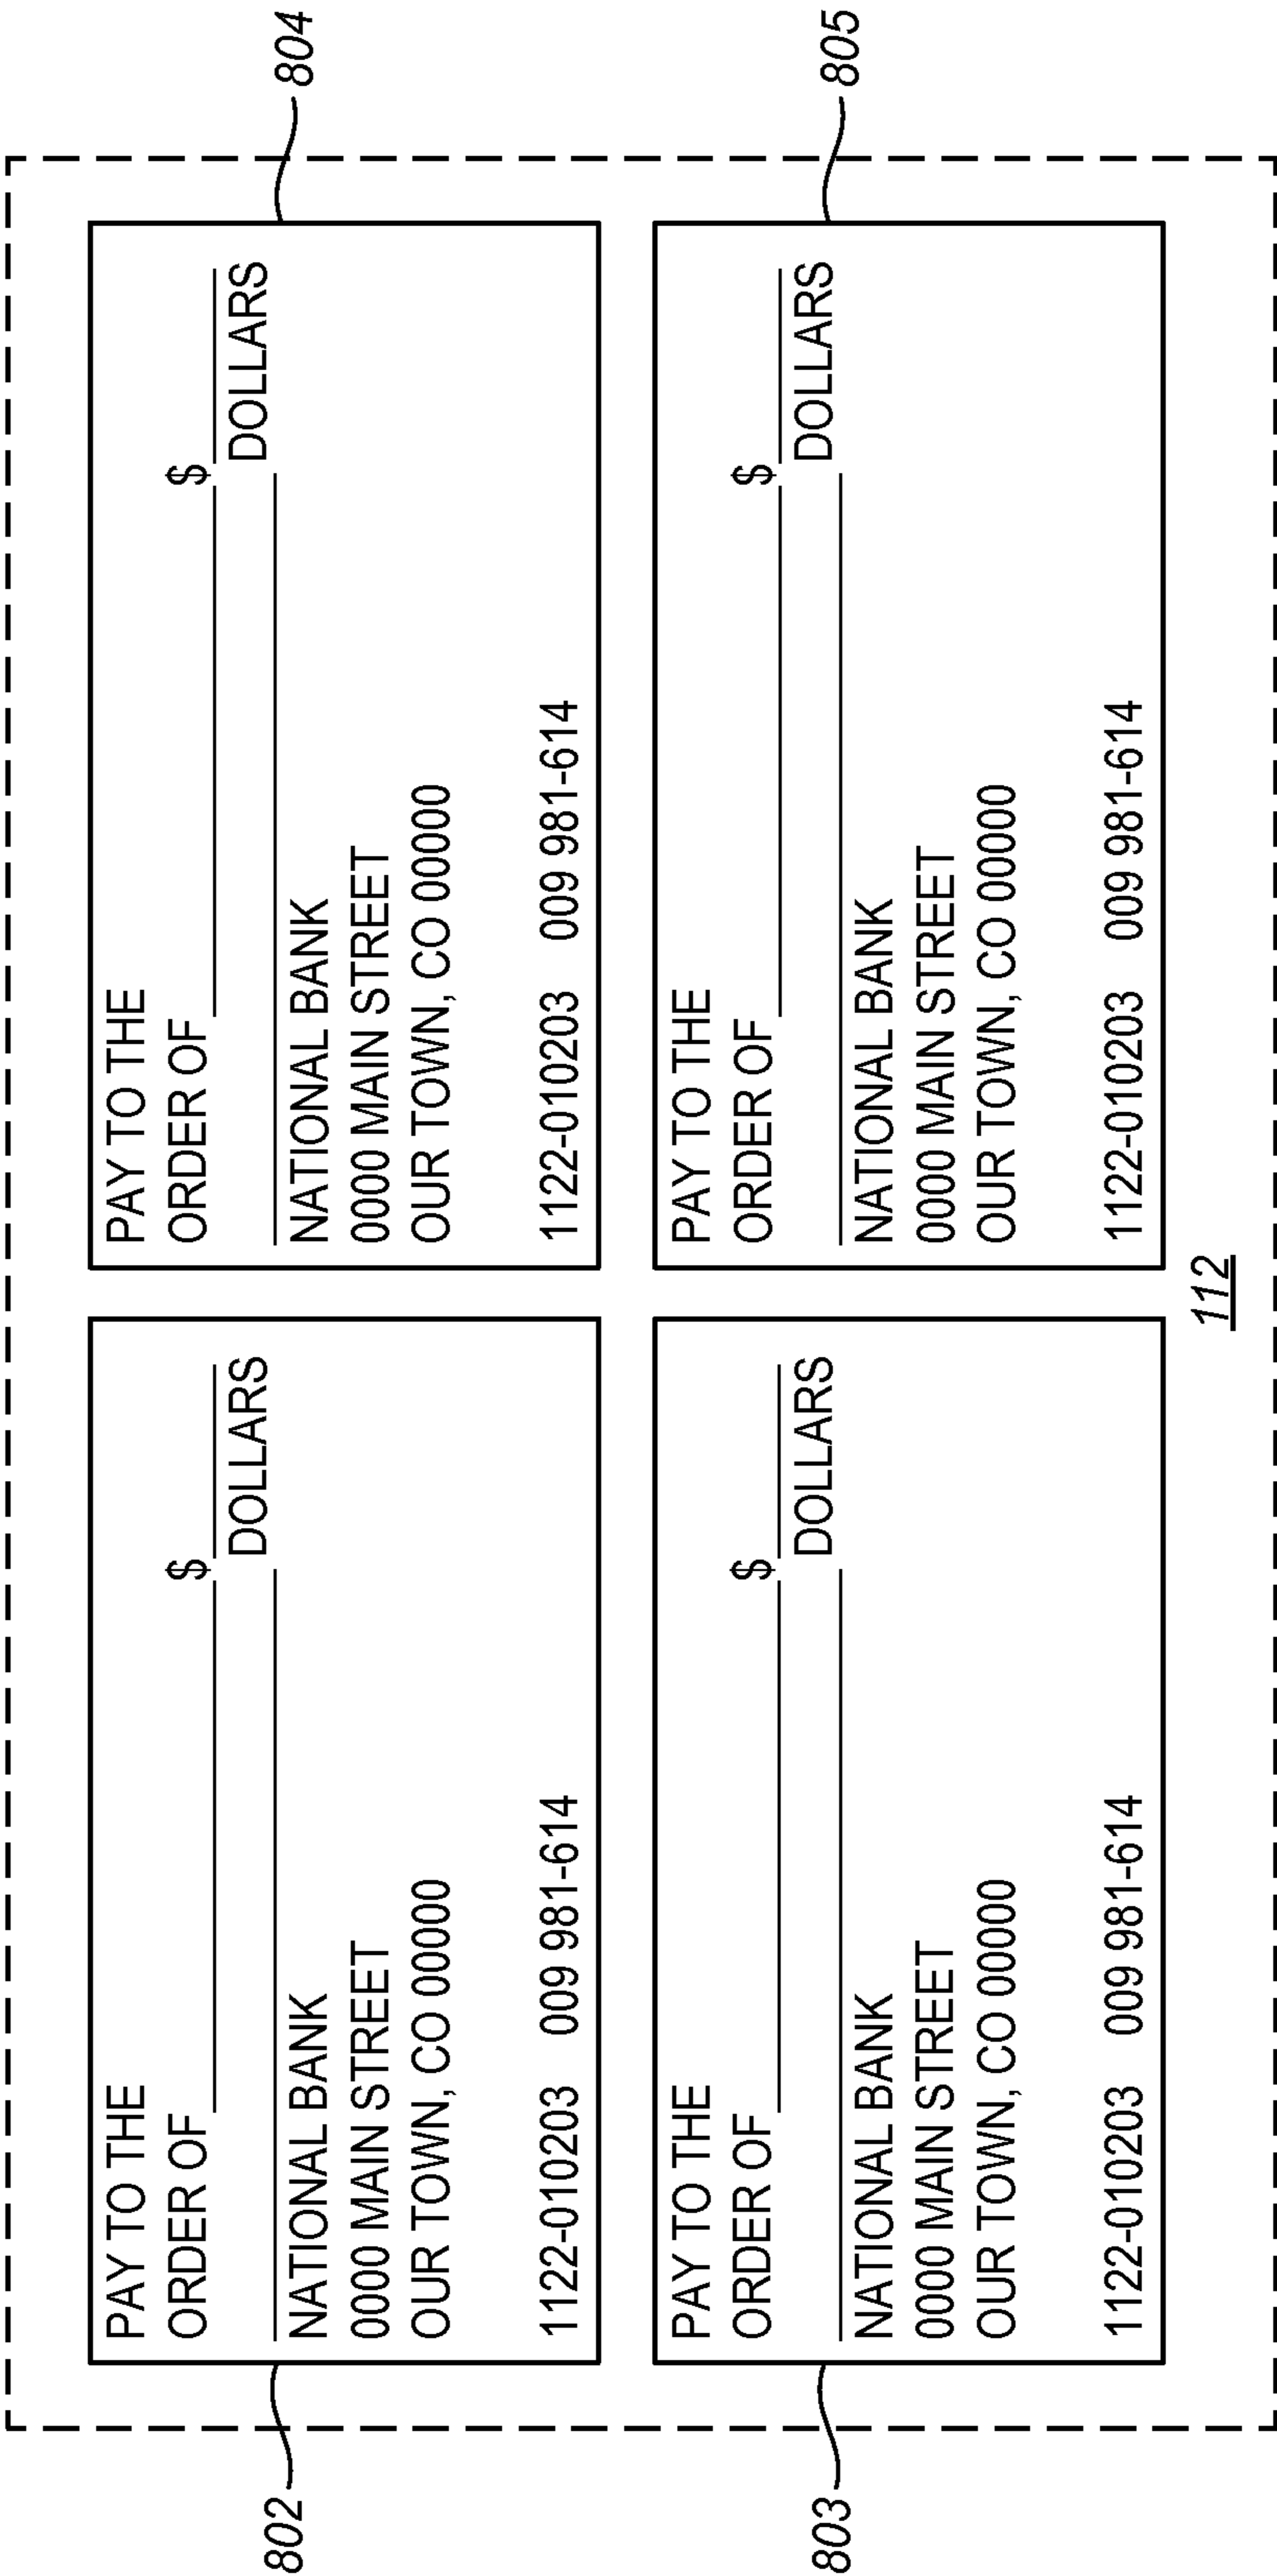 802
PAY TO THE
ORDER OF $
DOLLARS
NATIONAL BANK
0000 MAIN STREET
OUR TOWN, CO 00000
1122-010203 009 981-614
804
PAY TO THE
ORDER OF $
DOLLARS
NATIONAL BANK
0000 MAIN STREET
OUR TOWN, CO 00000
1122-010203 009 981-614
803
PAY TO THE
ORDER OF $
DOLLARS
NATIONAL BANK
0000 MAIN STREET
OUR TOWN, CO 00000
1122-010203 009 981-614
805
PAY TO THE
ORDER OF $
DOLLARS
NATIONAL BANK
0000 MAIN STREET
OUR TOWN, CO 00000
1122-010203 009 981-614
112